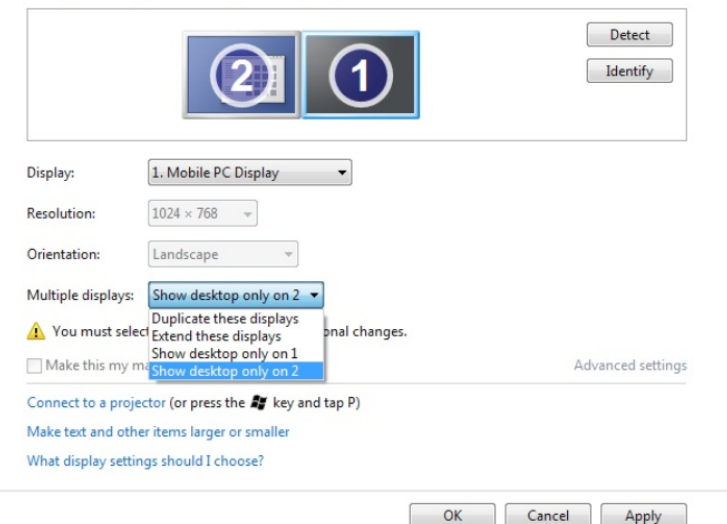 Detect
2
1
Identify
Display:
1. Mobile PC Display
Resolution:
1024 × 768
Orientation:
Landscape
Multiple displays:
Show desktop only on 2
Duplicate these displays
You must select
onal changes.
Extend these displays
Show desktop only on 1
Make this my ma
Show desktop only on 2
Advanced settings
Connect to a projector (or press the key and tap P)
Make text and other items larger or smaller
What display settings should I choose?
OK
Cancel
Apply